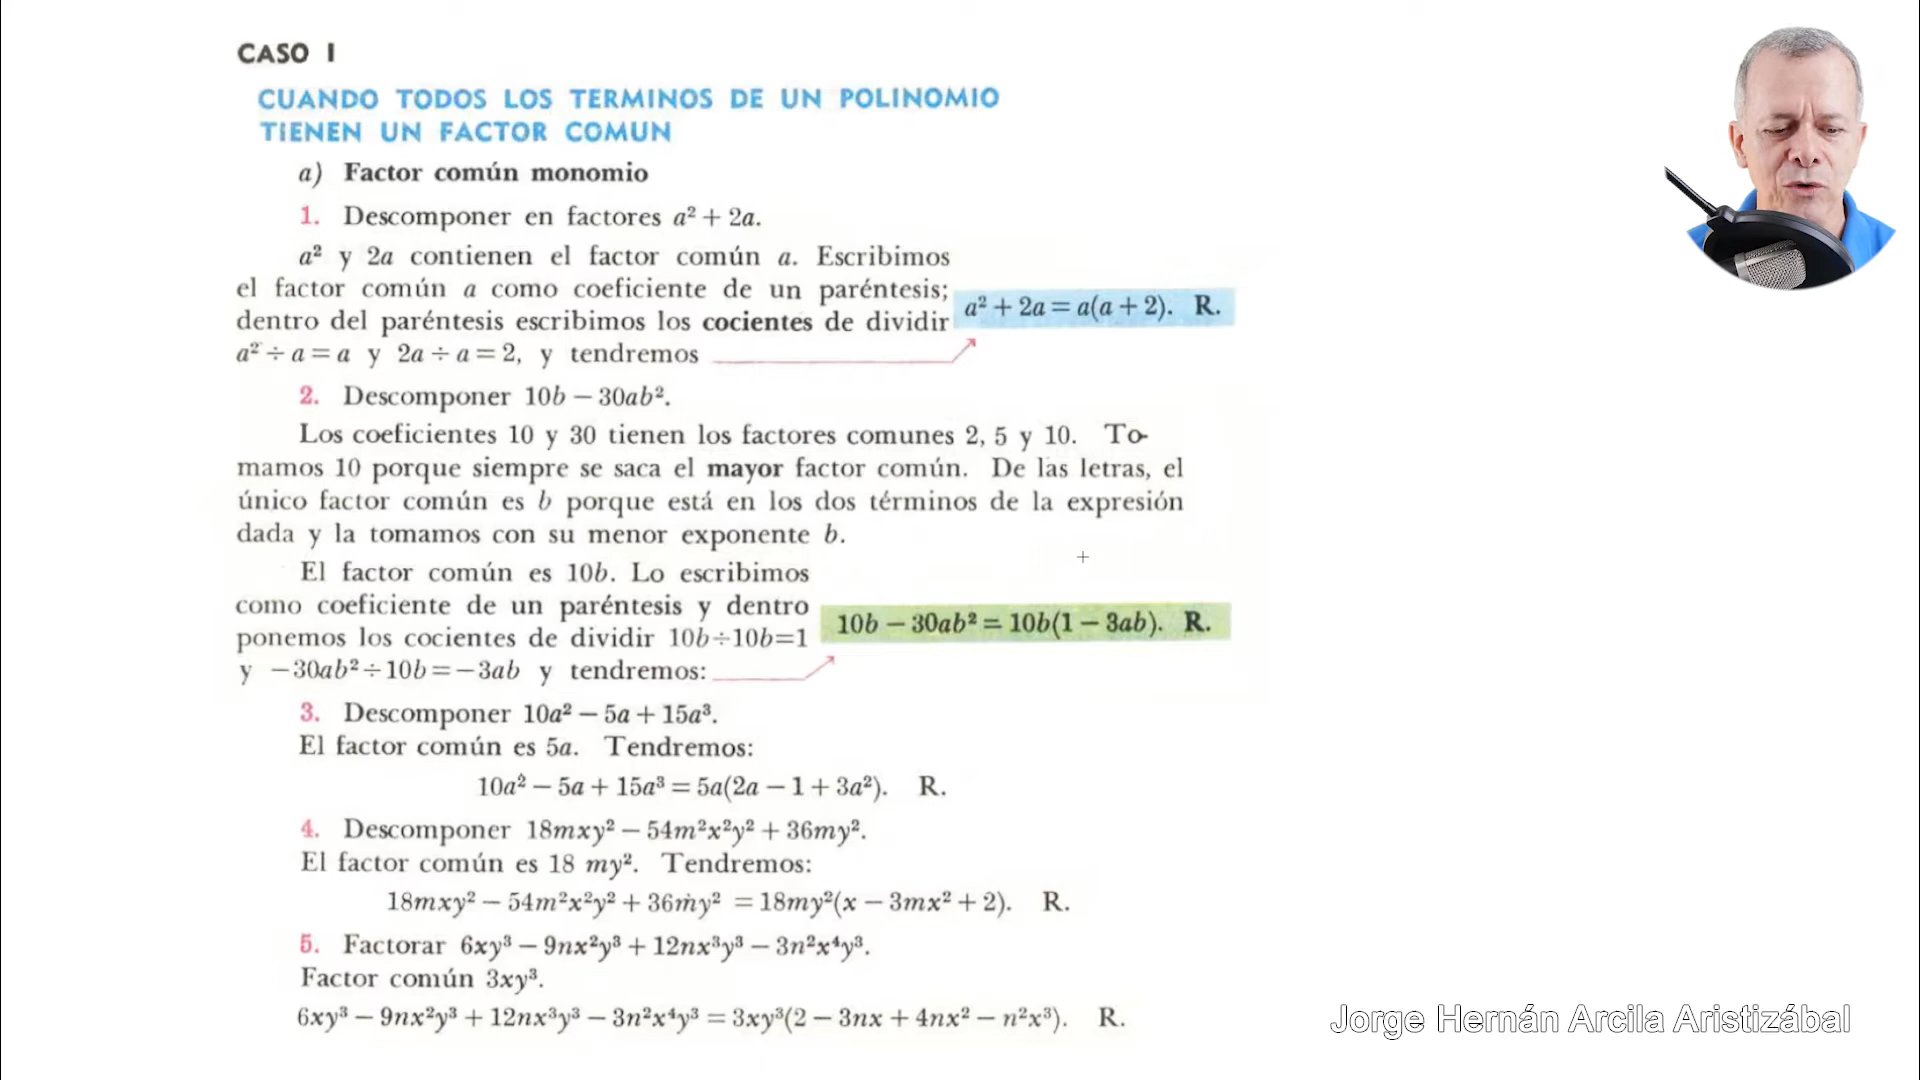 CASO I
CUANDO TODOS LOS TERMINOS DE UN POLINOMIO
TIENEN UN FACTOR COMUN
a) Factor común monomio
1. Descomponer en factores a² + 2a.
a² y 2a contienen el factor común a. Escribimos
el factor común a como coeficiente de un paréntesis;
dentro del paréntesis escribimos los cocientes de dividir
a² ÷ a = a y 2a ÷ a = 2, y tendremos
a² + 2a = a(a + 2). R.
2. Descomponer 10b − 30ab².
Los coeficientes 10 y 30 tienen los factores comunes 2, 5 y 10. To-
mamos 10 porque siempre se saca el mayor factor común. De las letras, el
único factor común es b porque está en los dos términos de la expresión
dada y la tomamos con su menor exponente b.
El factor común es 10b. Lo escribimos
como coeficiente de un paréntesis y dentro
ponemos los cocientes de dividir 10b÷10b=1
y −30ab² ÷ 10b = −3ab y tendremos:
10b − 30ab² = 10b(1 − 3ab). R.
3. Descomponer 10a² − 5a + 15a³.
El factor común es 5a. Tendremos:
10a² − 5a + 15a³ = 5a(2a − 1 + 3a²). R.
4. Descomponer 18mxy² − 54m²x²y² + 36my².
El factor común es 18 my². Tendremos:
18mxy² − 54m²x²y² + 36my² = 18my²(x − 3mx² + 2). R.
5. Factorar 6xy³ − 9nx²y³ + 12nx³y³ − 3n²x⁴y³.
Factor común 3xy³.
6xy³ − 9nx²y³ + 12nx³y³ − 3n²x⁴y³ = 3xy³(2 − 3nx + 4nx² − n²x³). R.
Jorge Hernán Arcila Aristizábal